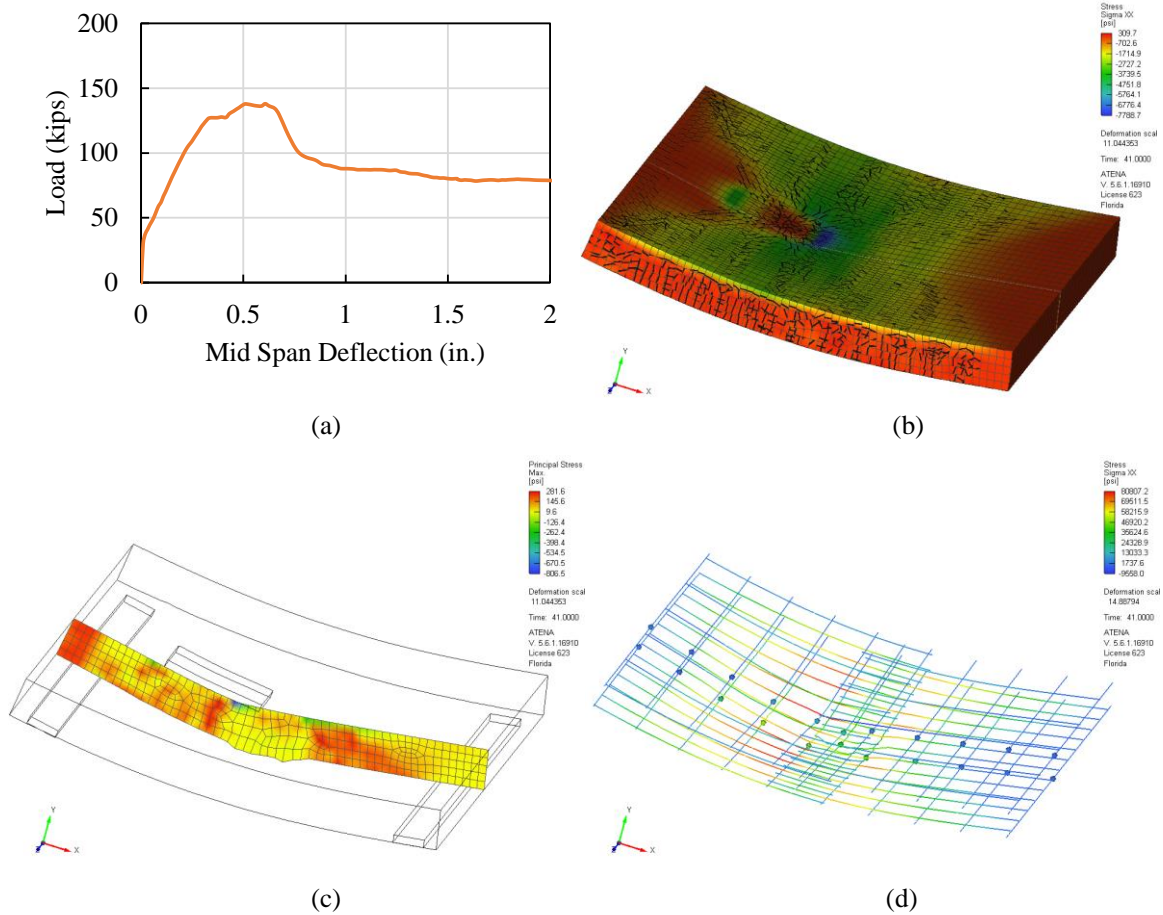 200
150
100
50
0
Load (kips)
0
0.5
1
1.5
2
Mid Span Deflection (in.)
(a)
Stress
Sigma XX
[psi]
309.7
-702.6
-1714.9
-2727.2
-3739.5
-4751.8
-5764.1
-6776.4
-7788.7
Deformation scal
11.044353
Time: 41.0000
ATENA
V. 5.6.1.16910
License 623
Florida
Y
X
(b)
Principal Stress
Max
[psi]
281.6
145.6
9.6
-126.4
-262.4
-398.4
-534.5
-670.5
-806.5
Deformation scal
11.044353
Time: 41.0000
ATENA
V. 5.6.1.16910
License 623
Florida
Y
X
(c)
Stress
Sigma XX
[psi]
80807.2
69511.5
58215.9
46920.2
35624.6
24328.9
13033.3
1737.6
-9558.0
Deformation scal
14.88794
Time: 41.0000
ATENA
V. 5.6.1.16910
License 623
Florida
Y
X
(d)